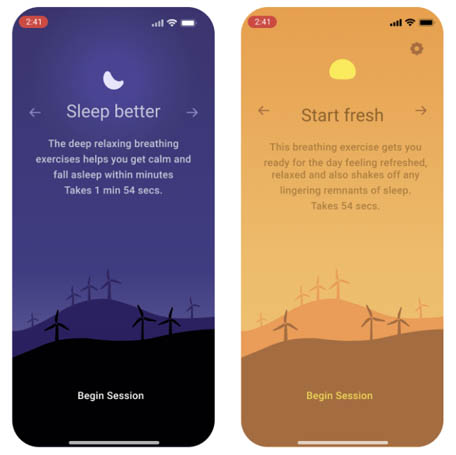 2:41
Sleep better
The deep relaxing breathing
exercises helps you get calm and
fall asleep within minutes
Takes 1 min 54 secs.
Begin Session
2:41
Start fresh
This breathing exercise gets you
ready for the day feeling refreshed,
relaxed and also shakes off any
lingering remnants of sleep.
Takes 54 secs.
Begin Session